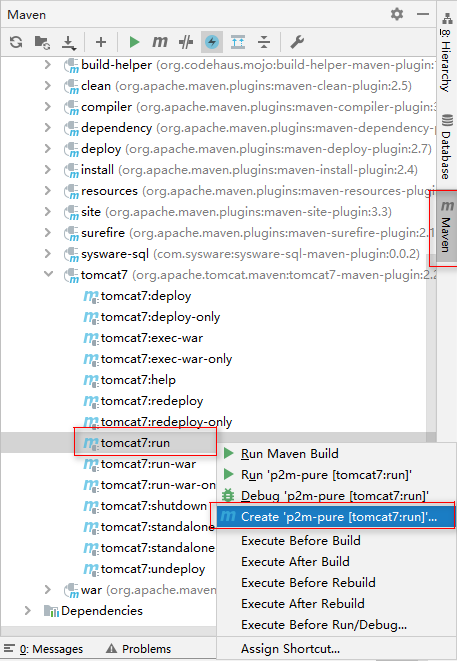 Maven
build-helper (org.codehaus.mojo:build-helper-maven-plugin:
clean (org.apache.maven.plugins:maven-clean-plugin:2.5)
compiler (org.apache.maven.plugins:maven-compiler-plugin:3
dependency (org.apache.maven.plugins:maven-dependency-p
deploy (org.apache.maven.plugins:maven-deploy-plugin:2.7)
install (org.apache.maven.plugins:maven-install-plugin:2.4)
resources (org.apache.maven.plugins:maven-resources-plugin
site (org.apache.maven.plugins:maven-site-plugin:3.3)
surefire (org.apache.maven.plugins:maven-surefire-plugin:2.1
sysware-sql (com.sysware:sysware-sql-maven-plugin:0.0.2)
tomcat7 (org.apache.tomcat.maven:tomcat7-maven-plugin:2.2
tomcat7:deploy
tomcat7:deploy-only
tomcat7:exec-war
tomcat7:exec-war-only
tomcat7:help
tomcat7:redeploy
tomcat7:redeploy-only
tomcat7:run
tomcat7:run-war
tomcat7:run-war-on
tomcat7:shutdown
tomcat7:standalone
tomcat7:standalone
tomcat7:undeploy
war (org.apache.maven
Dependencies
Run Maven Build
Run 'p2m-pure [tomcat7:run]'
Debug 'p2m-pure [tomcat7:run]'
Create 'p2m-pure [tomcat7:run]'...
Execute Before Build
Execute After Build
Execute Before Rebuild
Execute After Rebuild
Execute Before Run/Debug...
Assign Shortcut...
8: Hierarchy
Database
Maven
0: Messages
Problems